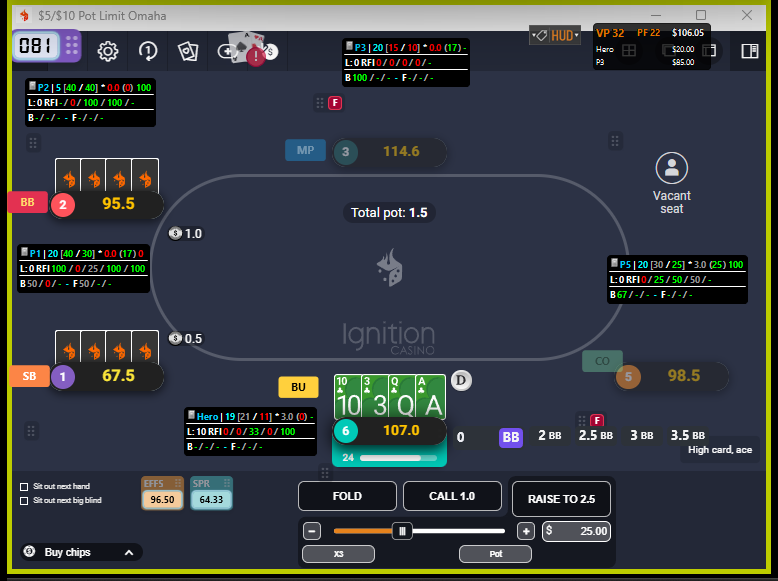 $5/$10 Pot Limit Omaha
081
HUD
VP 32 PF 22 $106.05
Hero $20.00
P3 $85.00
P3 | 20 [15 / 10] * 0.0 (17) -
L: 0 RFI 0 / 0 / 0 / 0 / -
B 100 / - / - - F - / - / -
P2 | 5 [40 / 40] * 0.0 (0) 100
L: 0 RFI - / 0 / 100 / 100 / -
B - / - / - - F - / - / -
F
MP 3 114.6
Vacant
seat
BB 2 95.5
Total pot: 1.5
1.0
P1 | 20 [40 / 30] * 0.0 (17) 0
L: 0 RFI 100 / 0 / 25 / 100 / 100
B 50 / 0 / - - F 50 / - / -
P5 | 20 [30 / 25] * 3.0 (25) 100
L: 0 RFI 0 / 25 / 50 / 50 / -
B 67 / - / - - F - / - / -
Ignition
CASINO
0.5
SB 1 67.5
CO 5 98.5
BU
10 3 Q A
10 3 Q A
D
Hero | 19 [21 / 11] * 3.0 (0) -
L: 10 RFI 0 / 0 / 33 / 0 / 100
B - / - / - - F - / - / -
6 107.0
24
F
0 BB 2 BB 2.5 BB 3 BB 3.5 BB
High card, ace
Sit out next hand
Sit out next big blind
EFFS SPR
96.50 64.33
FOLD CALL 1.0 RAISE TO 2.5
$ 25.00
X3 Pot
Buy chips